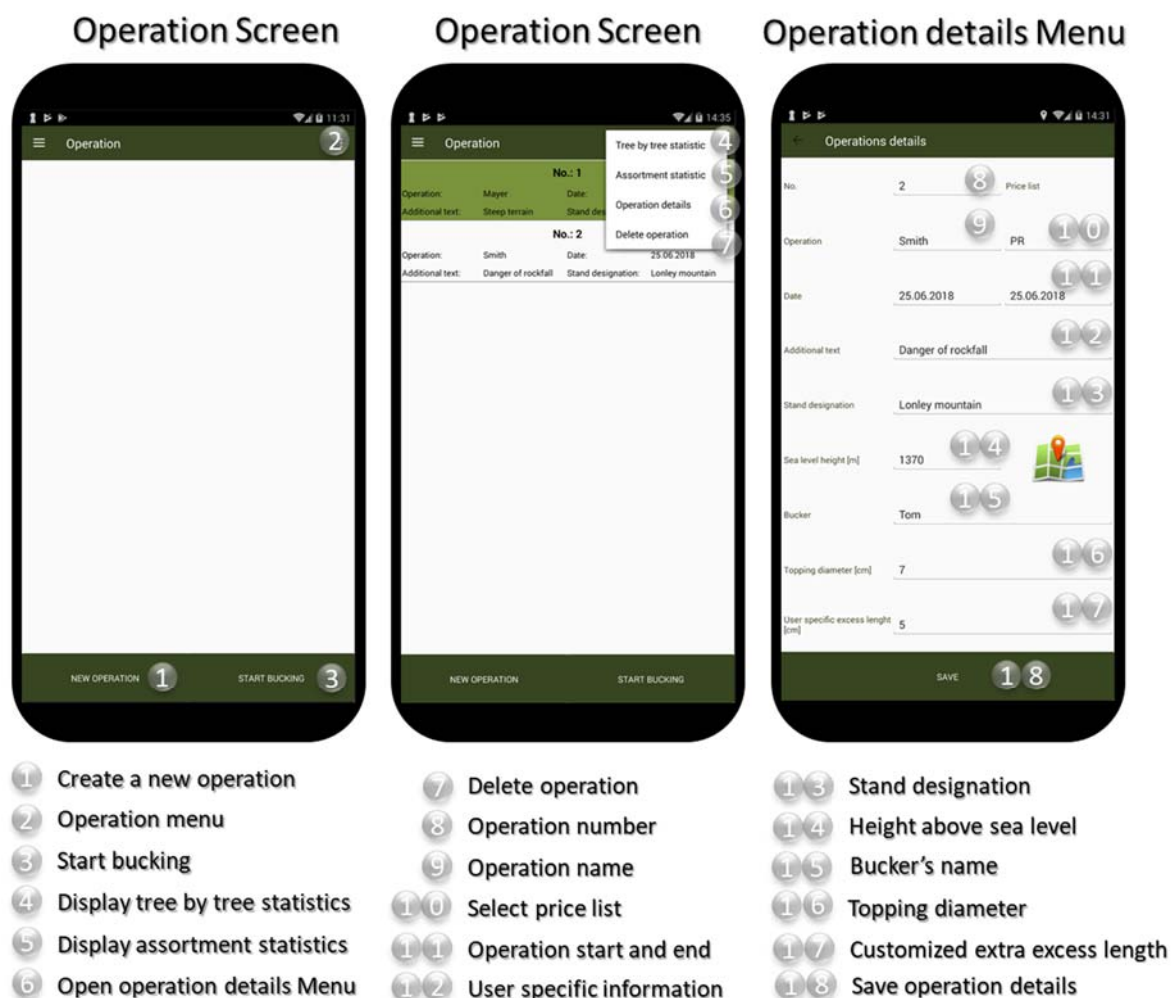 Operation Screen
Operation Screen
Operation details Menu
11:31
Operation
2
NEW OPERATION
1
START BUCKING
3
14:35
Operation
Tree by tree statistic
4
Assortment statistic
5
Operation details
6
Delete operation
7
No.: 1
Operation:
Mayer
Date:
Additional text:
Steep terrain
Stand des
No.: 2
Operation:
Smith
Date:
25.06.2018
Additional text:
Danger of rockfall
Stand designation:
Lonley mountain
NEW OPERATION
START BUCKING
14:31
Operations details
No.
2
8
Price list
Operation
Smith
9
PR
10
Date
25.06.2018
25.06.2018
11
Additional text
Danger of rockfall
12
Stand designation
Lonley mountain
13
Sea level height [m]
1370
14
Bucker
Tom
15
Topping diameter [cm]
7
16
User specific excess lenght
[cm]
5
17
SAVE
18
1 Create a new operation
2 Operation menu
3 Start bucking
4 Display tree by tree statistics
5 Display assortment statistics
6 Open operation details Menu
7 Delete operation
8 Operation number
9 Operation name
10 Select price list
11 Operation start and end
12 User specific information
13 Stand designation
14 Height above sea level
15 Bucker's name
16 Topping diameter
17 Customized extra excess length
18 Save operation details